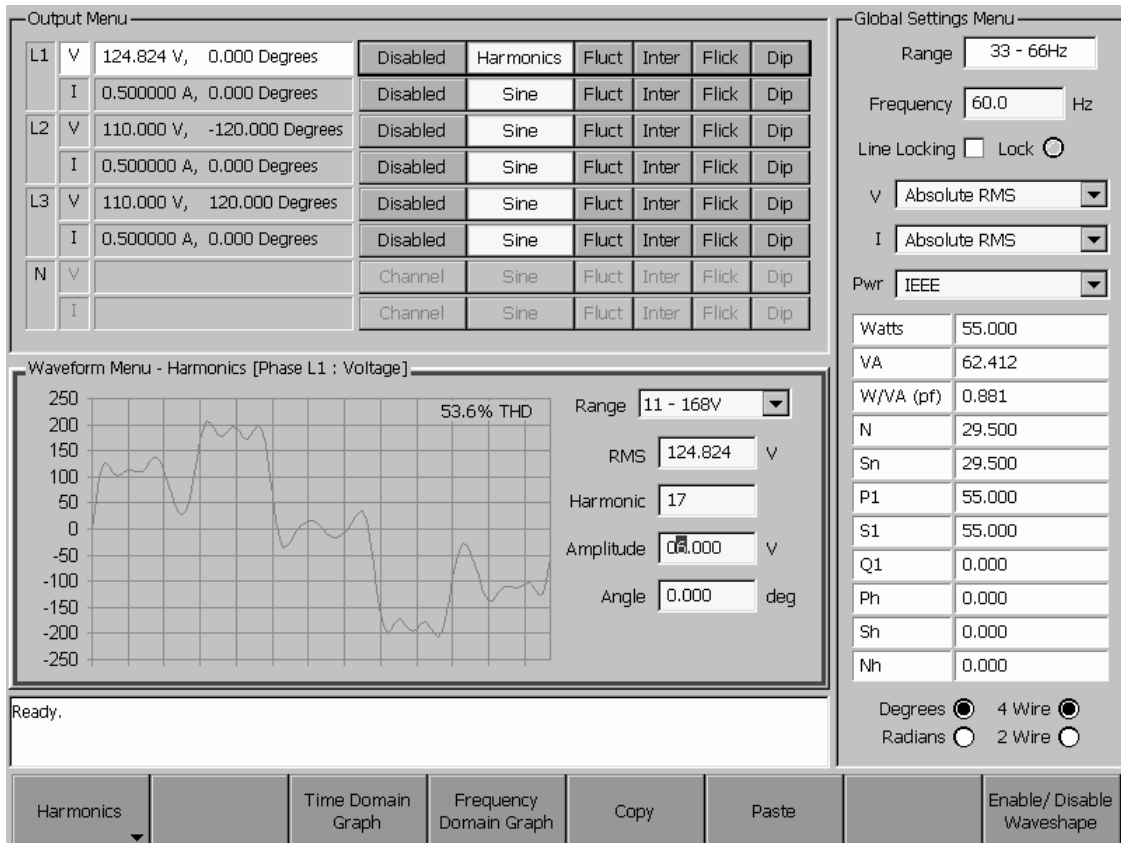 Output Menu
L1 V 124.824 V, 0.000 Degrees Disabled Harmonics Fluct Inter Flick Dip
I 0.500000 A, 0.000 Degrees Disabled Sine Fluct Inter Flick Dip
L2 V 110.000 V, -120.000 Degrees Disabled Sine Fluct Inter Flick Dip
I 0.500000 A, 0.000 Degrees Disabled Sine Fluct Inter Flick Dip
L3 V 110.000 V, 120.000 Degrees Disabled Sine Fluct Inter Flick Dip
I 0.500000 A, 0.000 Degrees Disabled Sine Fluct Inter Flick Dip
N V Channel Sine Fluct Inter Flick Dip
I Channel Sine Fluct Inter Flick Dip
Waveform Menu - Harmonics [Phase L1 : Voltage]
250
200
150
100
50
0
-50
-100
-150
-200
-250
53.6% THD
Range 11 - 168V
RMS 124.824 V
Harmonic 17
Amplitude 06.000 V
Angle 0.000 deg
Ready.
Global Settings Menu
Range 33 - 66Hz
Frequency 60.0 Hz
Line Locking Lock
V Absolute RMS
I Absolute RMS
Pwr IEEE
Watts 55.000
VA 62.412
W/VA (pf) 0.881
N 29.500
Sn 29.500
P1 55.000
S1 55.000
Q1 0.000
Ph 0.000
Sh 0.000
Nh 0.000
Degrees 4 Wire
Radians 2 Wire
Harmonics
Time Domain
Graph
Frequency
Domain Graph
Copy
Paste
Enable/Disable
Waveshape